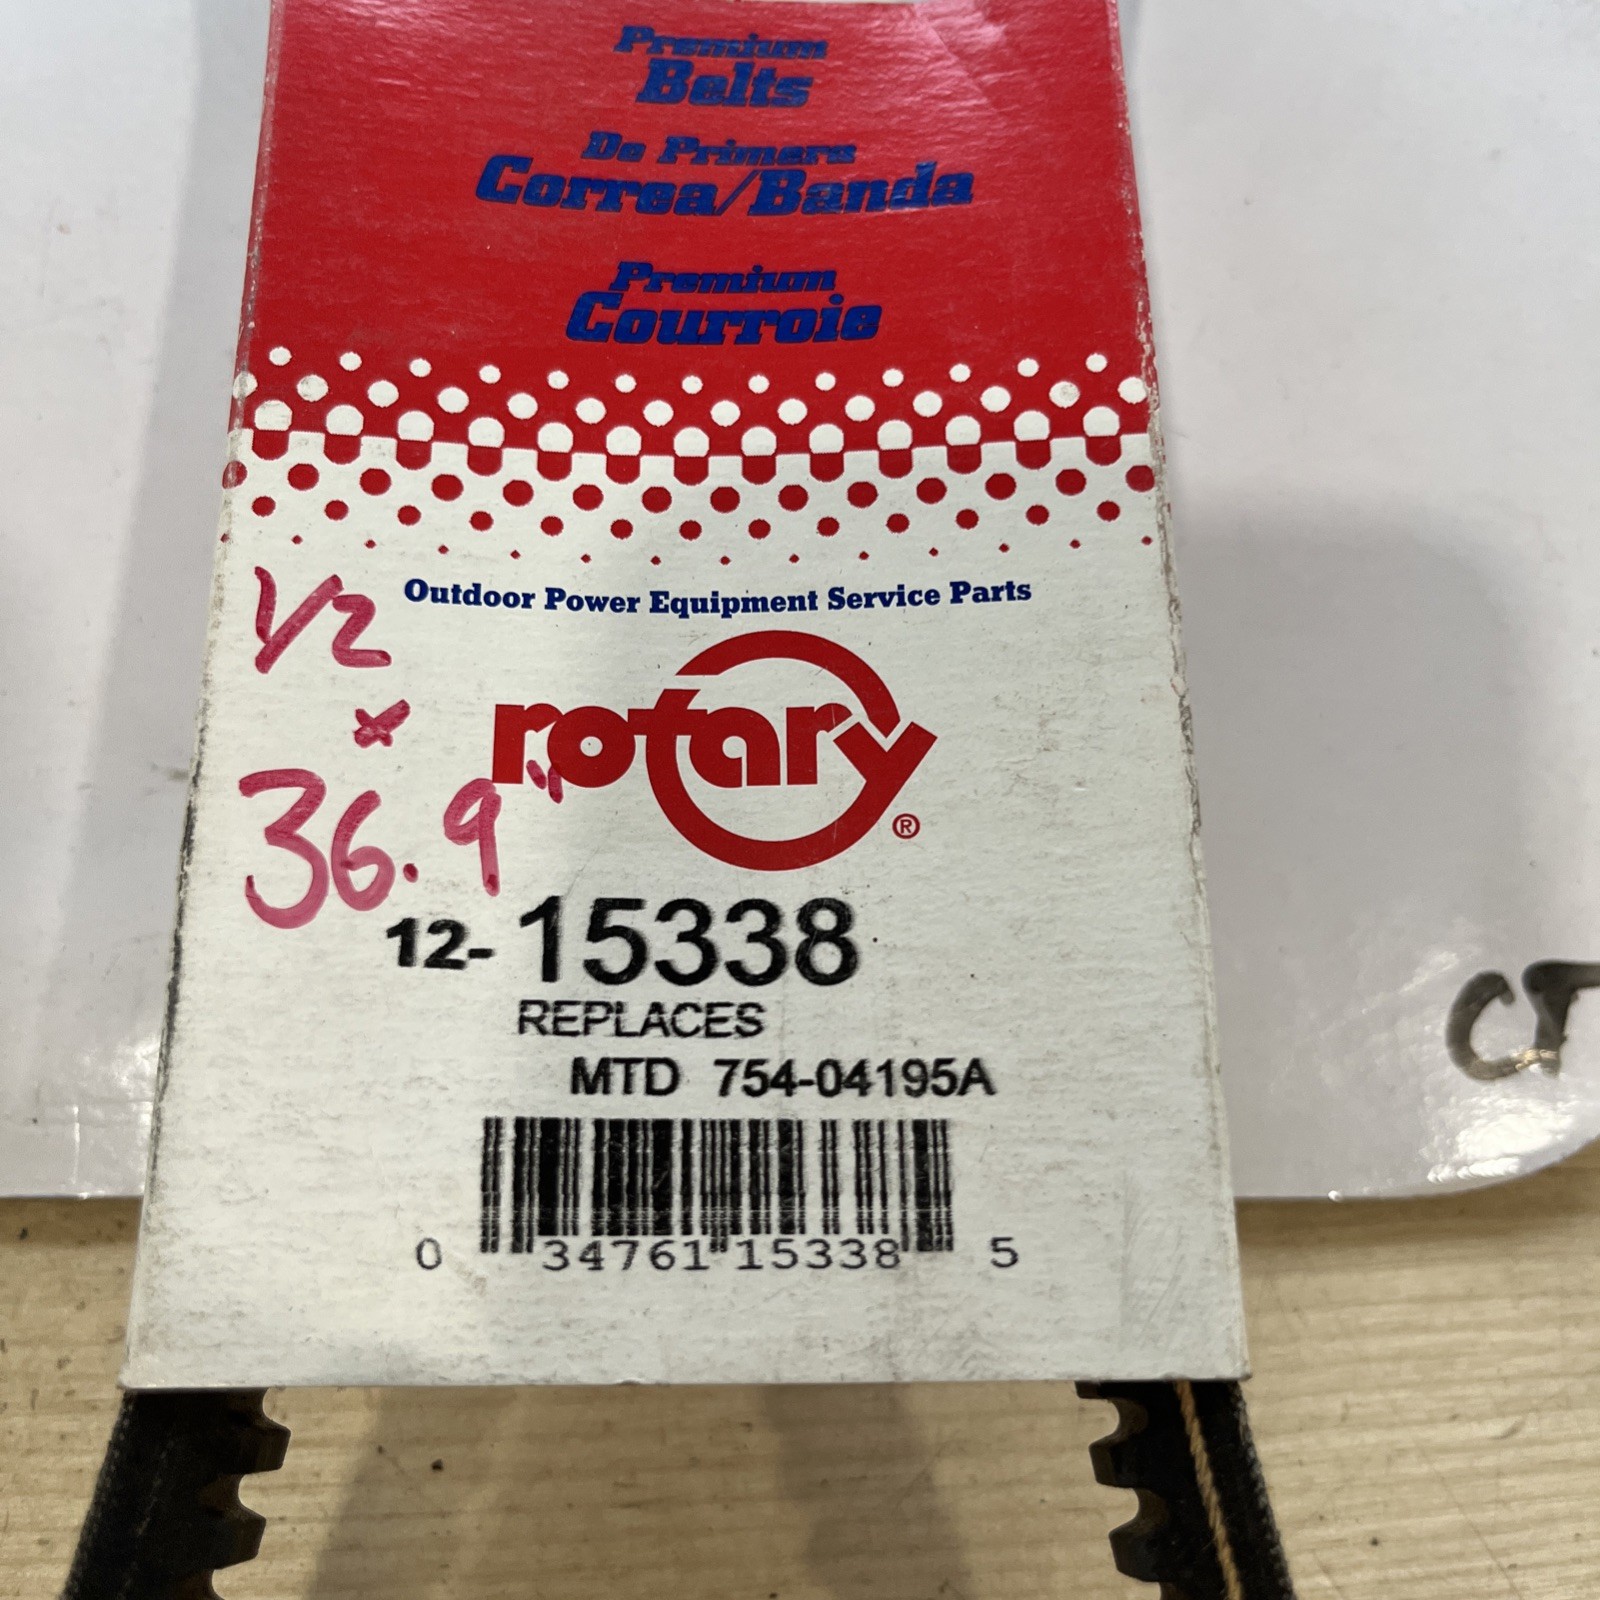 Premium
Belts
De Primera
Correa/Banda
Premium
Courroie
Outdoor Power Equipment Service Parts
1/2
x
36.9"
rotary®
12-15338
REPLACES
MTD 754-04195A
0 34761 15338 5